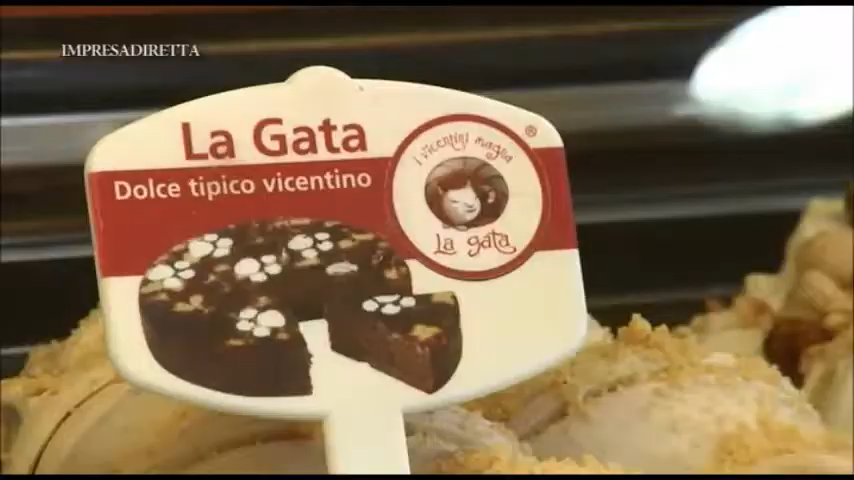 IMPRESADIRETTA
La Gata
Dolce tipico vicentino
®
i vicentini magna
La gata